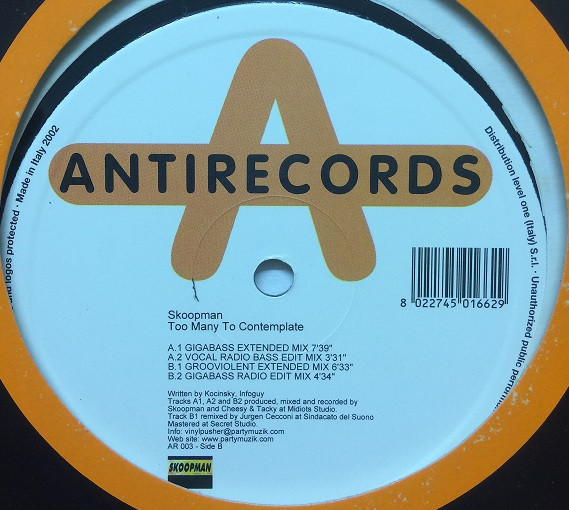 ANTIRECORDS
and logos protected · Made in Italy 2002
Distribution level one (Italy) S.r.l. · Unauthorized public
8 022745 016629
Skoopman
Too Many To Contemplate
A.1 GIGABASS EXTENDED MIX 7'39"
A.2 VOCAL RADIO BASS EDIT MIX 3'31"
B.1 GROOVIOLENT EXTENDED MIX 6'33"
B.2 GIGABASS RADIO EDIT MIX 4'34"
Written by Kocinsky, Infoguy
Tracks A1, A2 and B2 produced, mixed and recorded by
Skoopman and Cheesy & Tacky at Midiots Studio.
Track B1 remixed by Jurgen Cecconi at Sindacato del Suono
Mastered at Secret Studio.
Info: vinylpusher@partymuzik.com
Web site: www.partymuzik.com
AR 003 - Side B
SKOOPMAN